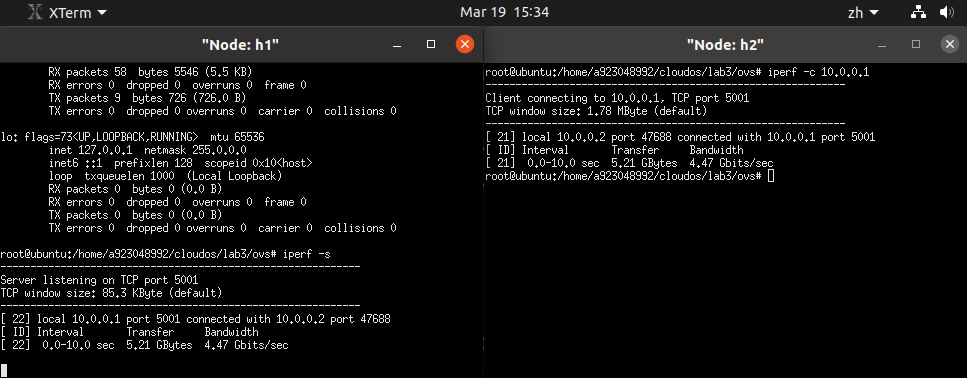 XTerm
Mar 19 15:34
zh
"Node: h1"
RX packets 58 bytes 5546 (5.5 KB)
RX errors 0 dropped 0 overruns 0 frame 0
TX packets 9 bytes 726 (726.0 B)
TX errors 0 dropped 0 overruns 0 carrier 0 collisions 0
lo: flags=73<UP,LOOPBACK,RUNNING> mtu 65536
inet 127.0.0.1 netmask 255.0.0.0
inet6 ::1 prefixlen 128 scopeid 0x10<host>
loop txqueuelen 1000 (Local Loopback)
RX packets 0 bytes 0 (0.0 B)
RX errors 0 dropped 0 overruns 0 frame 0
TX packets 0 bytes 0 (0.0 B)
TX errors 0 dropped 0 overruns 0 carrier 0 collisions 0
root@ubuntu:/home/a923048992/cloudos/lab3/ovs# iperf -s
------------------------------------------------------------
Server listening on TCP port 5001
TCP window size: 85.3 KByte (default)
------------------------------------------------------------
[ 22] local 10.0.0.1 port 5001 connected with 10.0.0.2 port 47688
[ ID] Interval Transfer Bandwidth
[ 22] 0.0-10.0 sec 5.21 GBytes 4.47 Gbits/sec
"Node: h2"
root@ubuntu:/home/a923048992/cloudos/lab3/ovs# iperf -c 10.0.0.1
------------------------------------------------------------
Client connecting to 10.0.0.1, TCP port 5001
TCP window size: 1.78 MByte (default)
------------------------------------------------------------
[ 21] local 10.0.0.2 port 47688 connected with 10.0.0.1 port 5001
[ ID] Interval Transfer Bandwidth
[ 21] 0.0-10.0 sec 5.21 GBytes 4.47 Gbits/sec
root@ubuntu:/home/a923048992/cloudos/lab3/ovs#